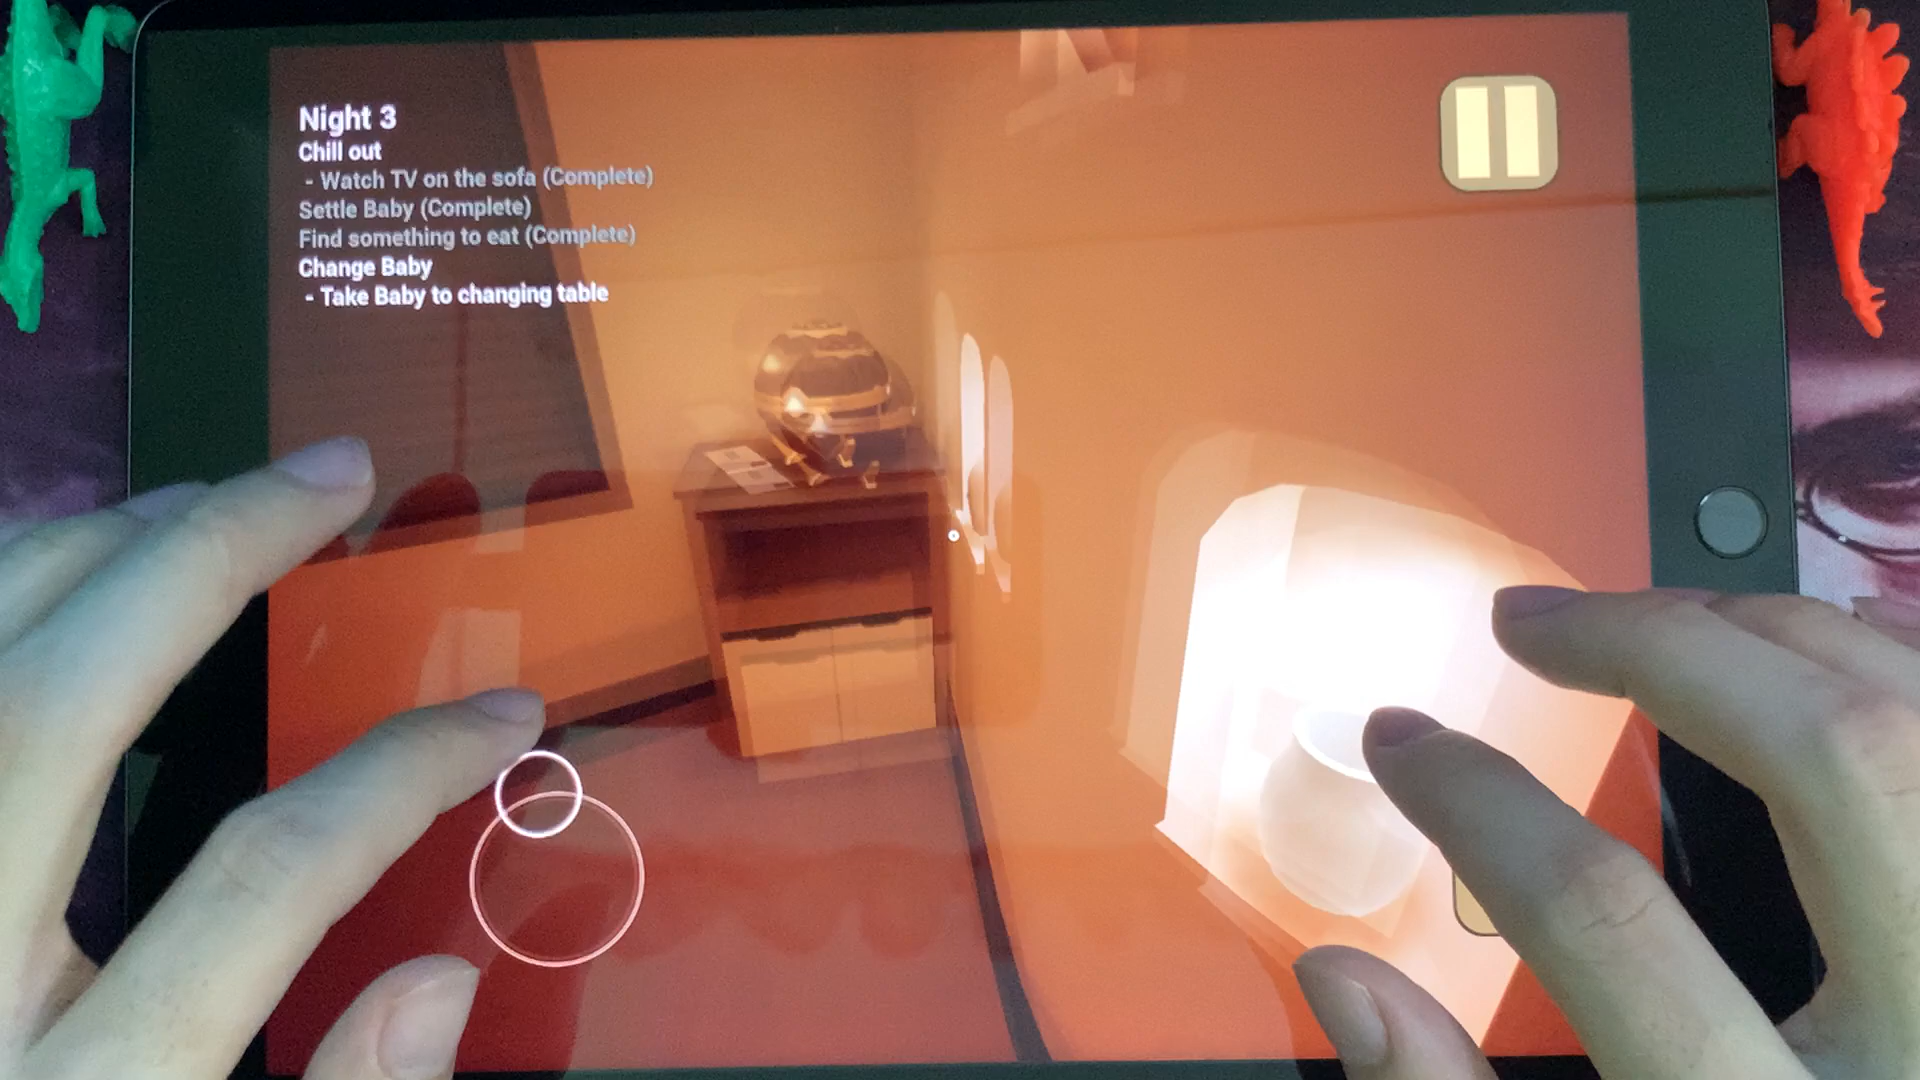 Night 3
Chill out
- Watch TV on the sofa (Complete)
Settle Baby (Complete)
Find something to eat (Complete)
Change Baby
- Take Baby to changing table